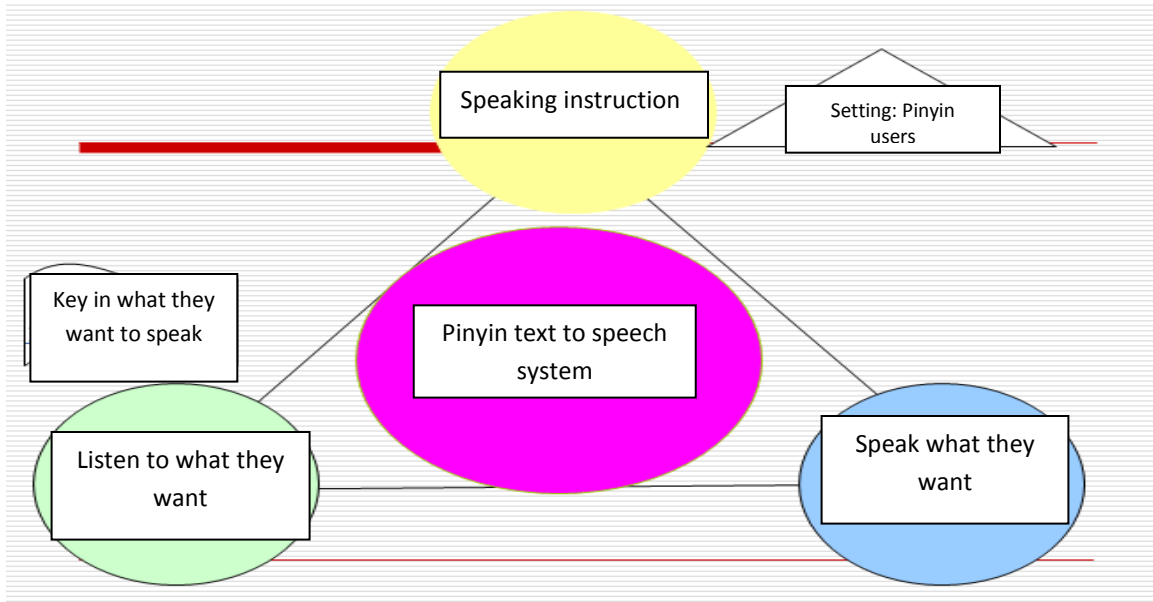 Speaking instruction
Setting: Pinyin
users
Key in what they
want to speak
Pinyin text to speech
system
Listen to what they
want
Speak what they
want